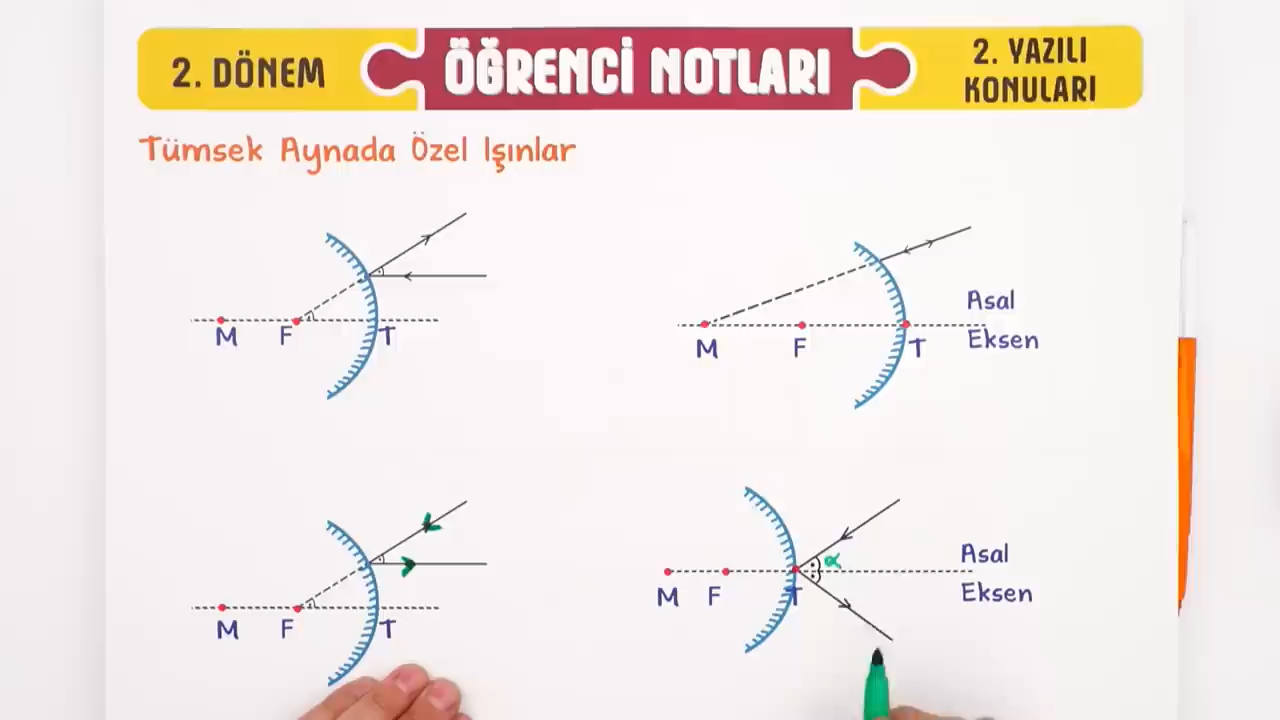 2. DÖNEM
ÖĞRENCİ NOTLARI
2. YAZILI
KONULARI
Tümsek Aynada Özel Işınlar
M F T
M F T
Asal
Eksen
M F T
M F T
α
Asal
Eksen